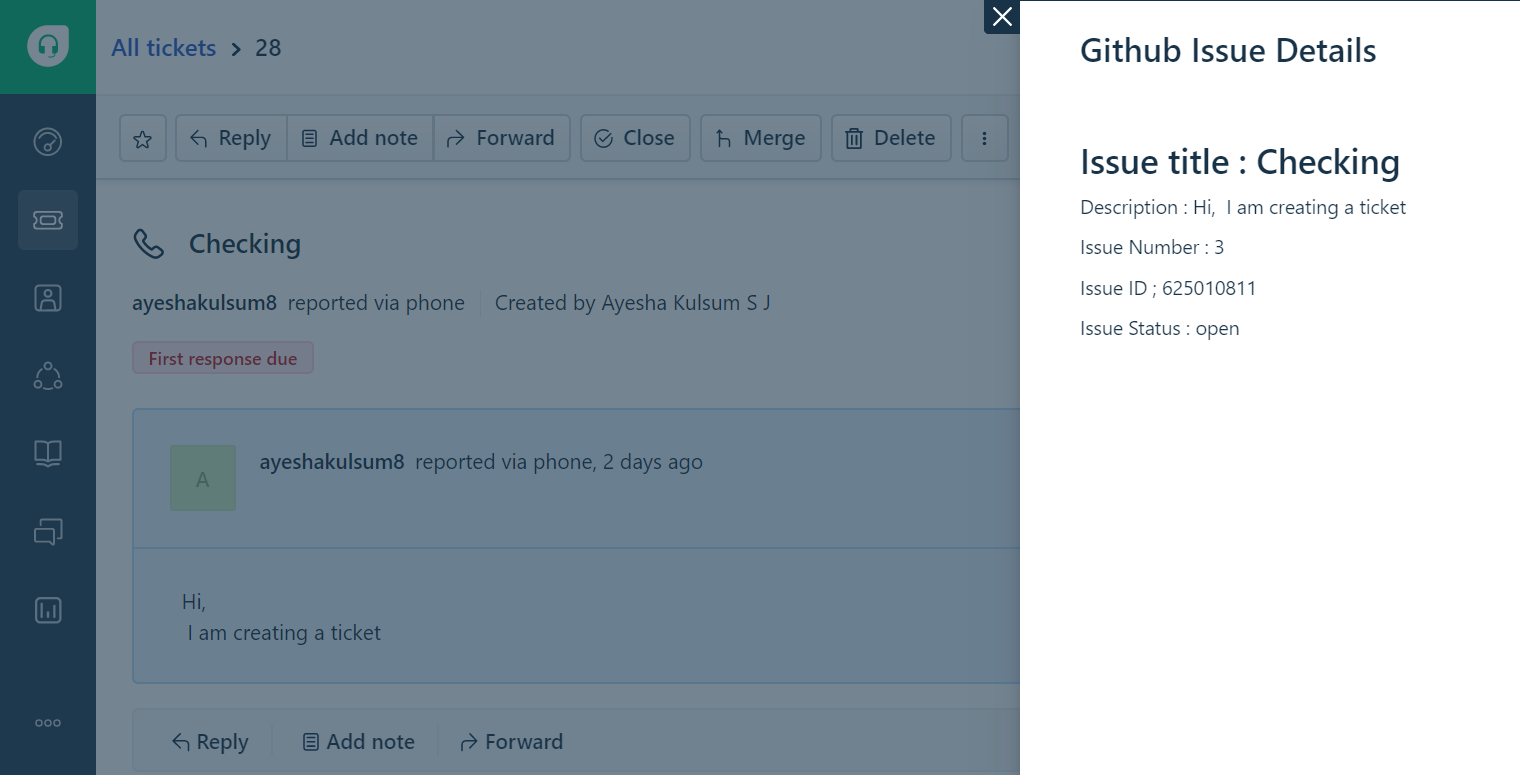 All tickets > 28
Reply Add note Forward Close Merge Delete
Checking
ayeshakulsum8 reported via phone Created by Ayesha Kulsum S J
First response due
A
ayeshakulsum8 reported via phone, 2 days ago
Hi,
I am creating a ticket
Reply Add note Forward
Github Issue Details
Issue title : Checking
Description : Hi,  I am creating a ticket
Issue Number : 3
Issue ID ; 625010811
Issue Status : open